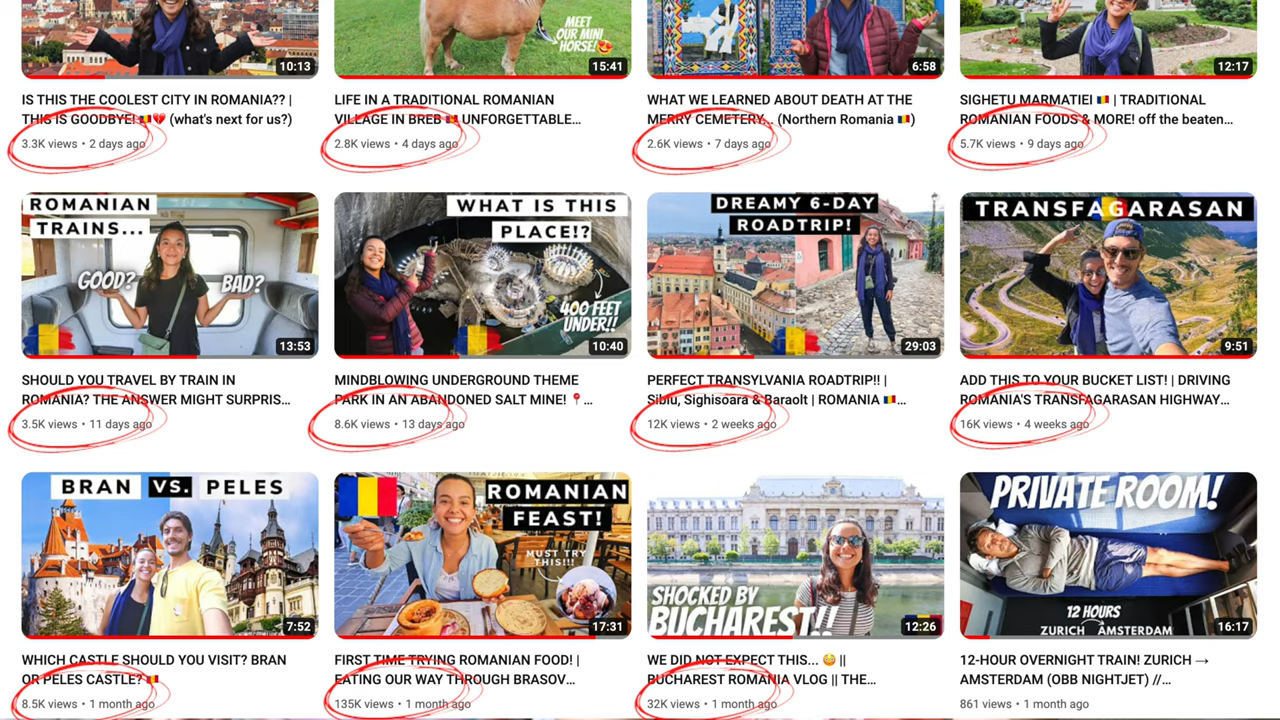 MEET
OUR MINI
HORSE!😍
10:13
15:41
6:58
12:17
IS THIS THE COOLEST CITY IN ROMANIA?? |
THIS IS GOODBYE!🇷🇴💔 (what's next for us?)
3.3K views • 2 days ago
LIFE IN A TRADITIONAL ROMANIAN
VILLAGE IN BREB 🇷🇴 UNFORGETTABLE...
2.8K views • 4 days ago
WHAT WE LEARNED ABOUT DEATH AT THE
MERRY CEMETERY... (Northern Romania 🇷🇴)
2.6K views • 7 days ago
SIGHETU MARMATIEI 🇷🇴 | TRADITIONAL
ROMANIAN FOODS & MORE! off the beaten...
5.7K views • 9 days ago
ROMANIAN
TRAINS...
GOOD?
BAD?
13:53
WHAT IS THIS
PLACE!?
400 FEET
UNDER!!
10:40
DREAMY 6-DAY
ROADTRIP!
29:03
TRANSFAGARASAN
9:51
SHOULD YOU TRAVEL BY TRAIN IN
ROMANIA? THE ANSWER MIGHT SURPRIS...
3.5K views • 11 days ago
MINDBLOWING UNDERGROUND THEME
PARK IN AN ABANDONED SALT MINE! 📍...
8.6K views • 13 days ago
PERFECT TRANSYLVANIA ROADTRIP!! |
Sibiu, Sighisoara & Baraolt | ROMANIA 🇷🇴...
12K views • 2 weeks ago
ADD THIS TO YOUR BUCKET LIST! | DRIVING
ROMANIA'S TRANSFAGARASAN HIGHWAY...
16K views • 4 weeks ago
BRAN VS. PELES
7:52
ROMANIAN
FEAST!
MUST TRY
THIS!!!
17:31
SHOCKED BY
BUCHAREST!!
12:26
PRIVATE ROOM!
12 HOURS
ZURICH AMSTERDAM
16:17
WHICH CASTLE SHOULD YOU VISIT? BRAN
OR PELES CASTLE? 🇷🇴
8.5K views • 1 month ago
FIRST TIME TRYING ROMANIAN FOOD! |
EATING OUR WAY THROUGH BRASOV...
135K views • 1 month ago
WE DID NOT EXPECT THIS... 😳 ||
BUCHAREST ROMANIA VLOG || THE...
32K views • 1 month ago
12-HOUR OVERNIGHT TRAIN! ZURICH →
AMSTERDAM (OBB NIGHTJET) //...
861 views • 1 month ago